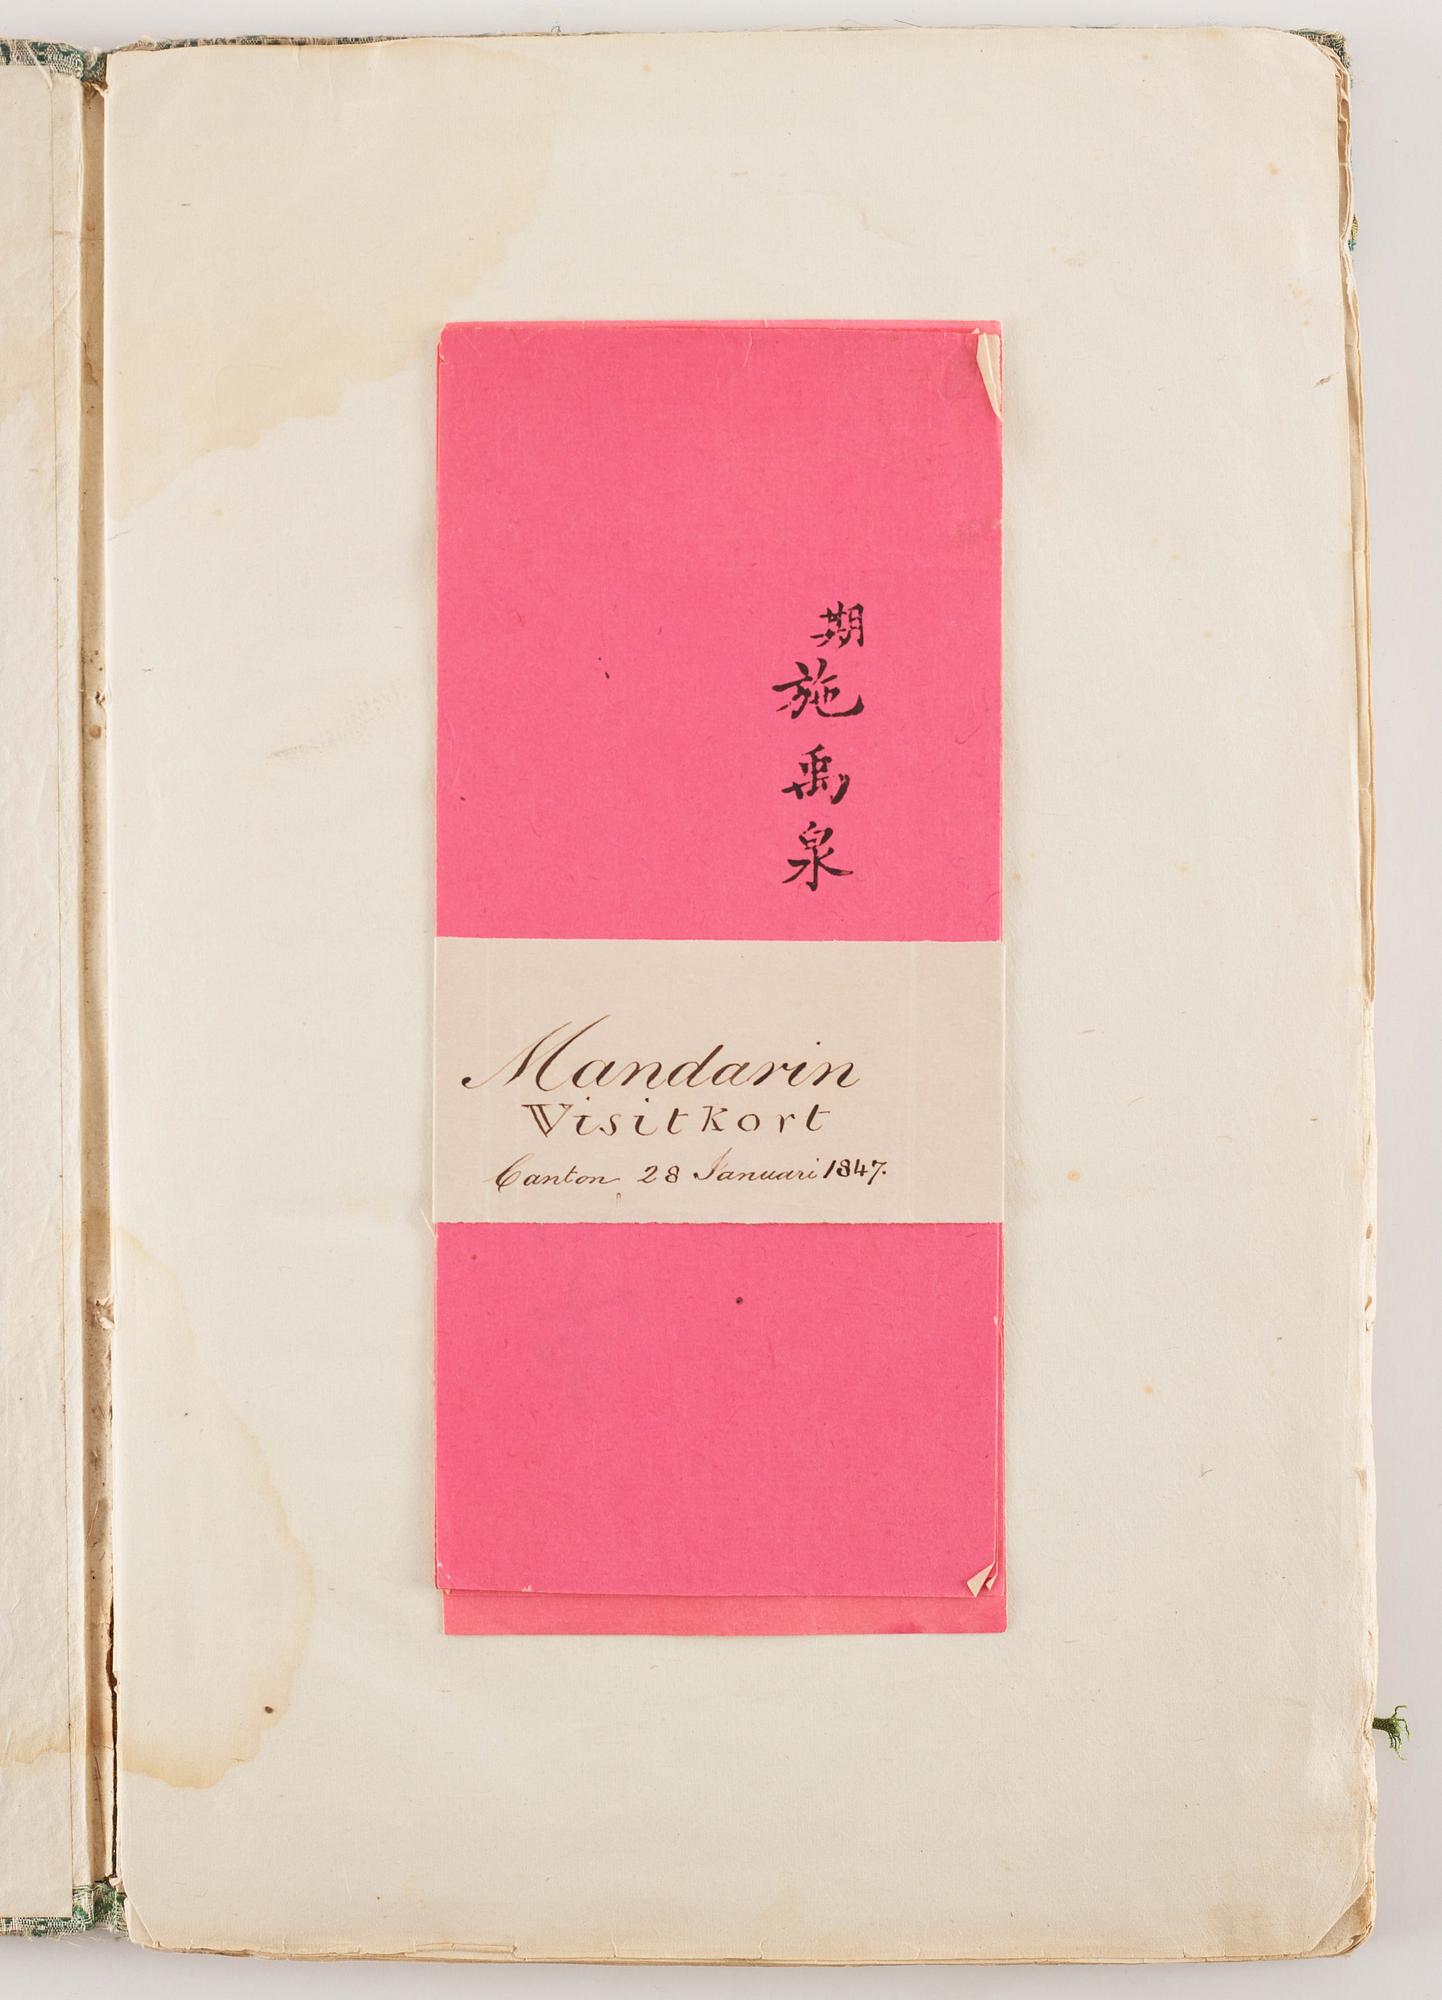 期施禹泉
Mandarin
Visitkort
Canton 28 Januari 1847.